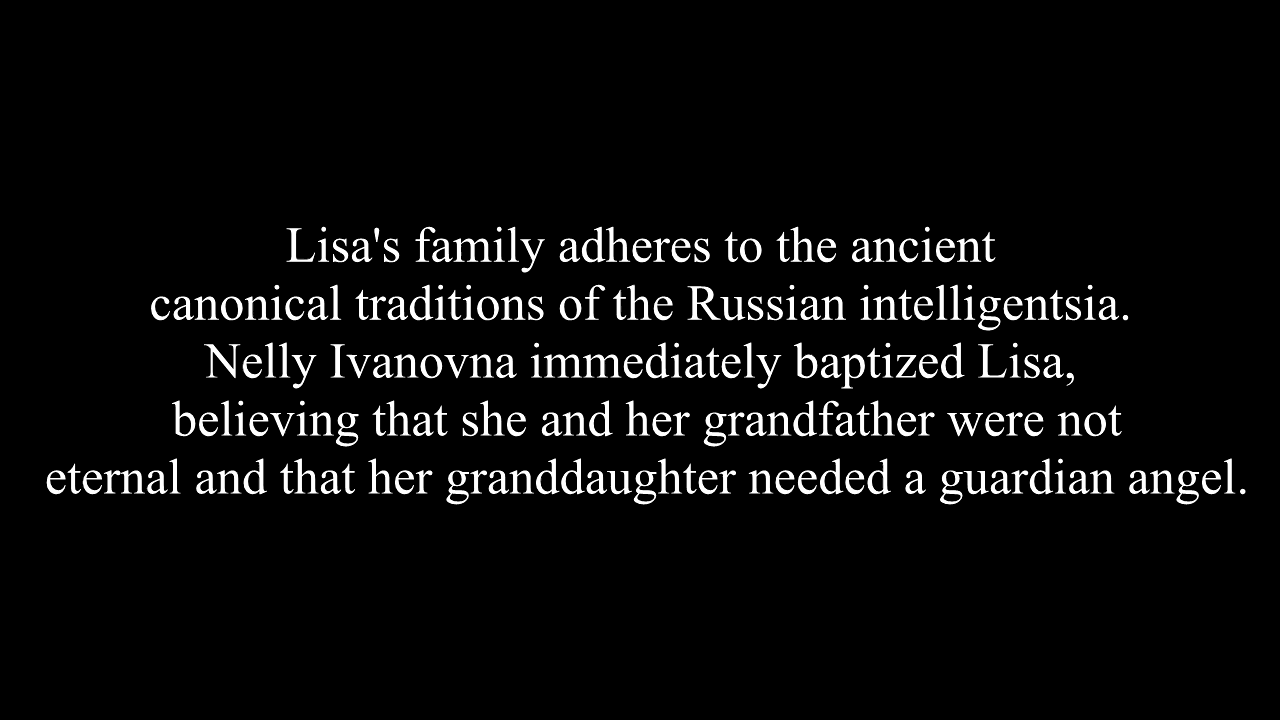 Lisa's family adheres to the ancient
canonical traditions of the Russian intelligentsia.
Nelly Ivanovna immediately baptized Lisa,
believing that she and her grandfather were not
eternal and that her granddaughter needed a guardian angel.